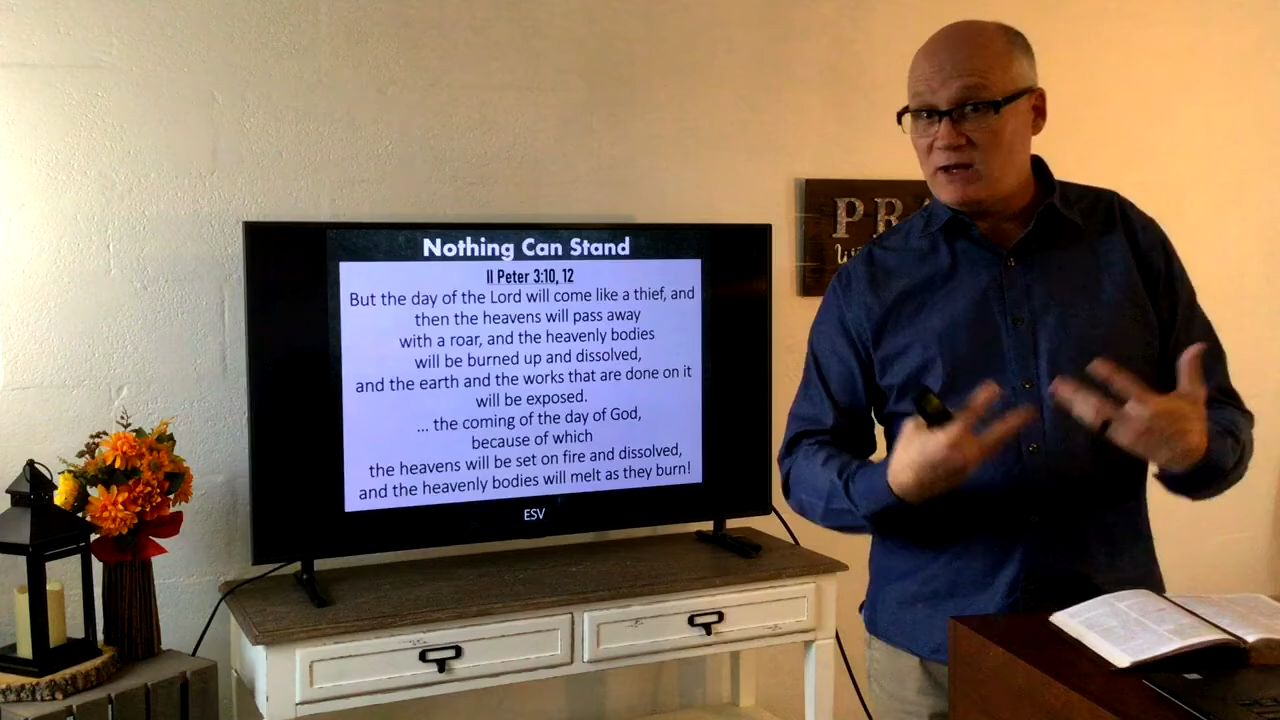 Nothing Can Stand
II Peter 3:10, 12
But the day of the Lord will come like a thief, and
then the heavens will pass away
with a roar, and the heavenly bodies
will be burned up and dissolved,
and the earth and the works that are done on it
will be exposed.
... the coming of the day of God,
because of which
the heavens will be set on fire and dissolved,
and the heavenly bodies will melt as they burn!
ESV